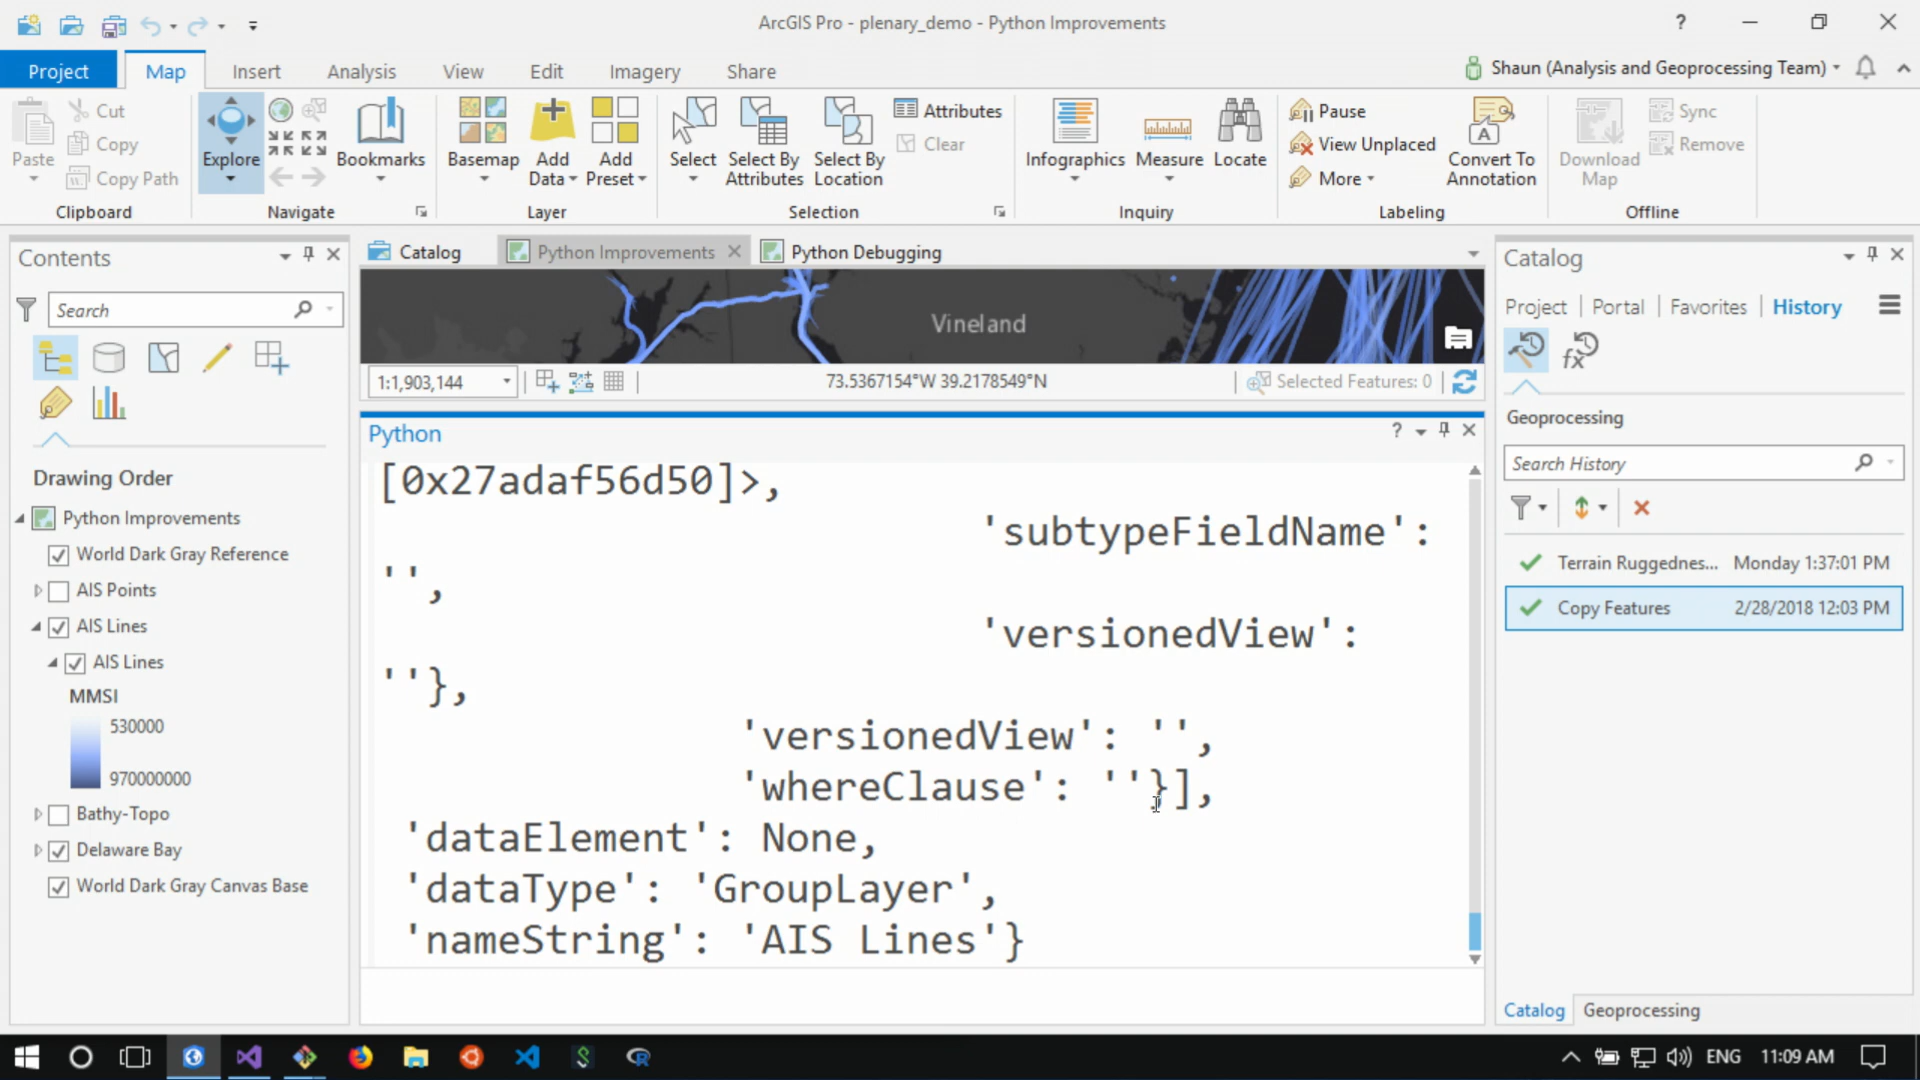 ArcGIS Pro - plenary_demo - Python Improvements
?
Project
Map
Insert
Analysis
View
Edit
Imagery
Share
Shaun (Analysis and Geoprocessing Team)
Paste
Cut
Copy
Copy Path
Clipboard
Explore
Bookmarks
Navigate
Basemap
Add Data
Add Preset
Layer
Select
Select By Attributes
Select By Location
Attributes
Clear
Selection
Infographics
Measure
Locate
Inquiry
Pause
View Unplaced
More
Convert To Annotation
Labeling
Download Map
Sync
Remove
Offline
Contents
Search
Drawing Order
Python Improvements
World Dark Gray Reference
AIS Points
AIS Lines
AIS Lines
MMSI
530000
970000000
Bathy-Topo
Delaware Bay
World Dark Gray Canvas Base
Catalog
Python Improvements
Python Debugging
Vineland
1:1,903,144
73.5367154°W 39.2178549°N
Selected Features: 0
Python
?
[0x27adaf56d50]>,
'subtypeFieldName':
'',
'versionedView':
''},
'versionedView': '',
'whereClause': ''}],
'dataElement': None,
'dataType': 'GroupLayer',
'nameString': 'AIS Lines'}
Catalog
Project
Portal
Favorites
History
Geoprocessing
Search History
Terrain Ruggednes... Monday 1:37:01 PM
Copy Features 2/28/2018 12:03 PM
Catalog
Geoprocessing
ENG
11:09 AM